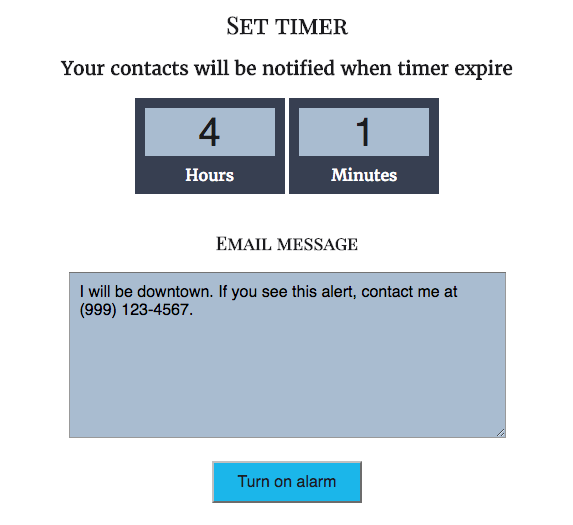 Set timer
Your contacts will be notified when timer expire
4 1
Hours Minutes
Email message
I will be downtown. If you see this alert, contact me at
(999) 123-4567.
Turn on alarm